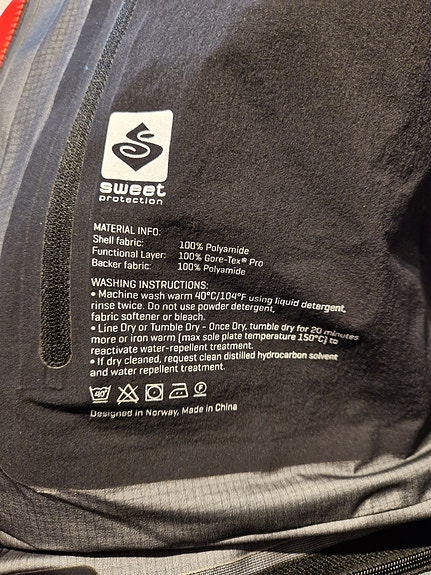 sweet
protection
MATERIAL INFO:
Shell fabric: 100% Polyamide
Functional Layer: 100% Gore-Tex® Pro
Backer fabric: 100% Polyamide
WASHING INSTRUCTIONS:
• Machine wash warm 40°C/104°F using liquid detergent,
rinse twice. Do not use powder detergent,
fabric softener or bleach.
• Line Dry or Tumble Dry - Once Dry, tumble dry for 20 minutes
more or iron warm (max sole plate temperature 150°C) to
reactivate water-repellent treatment.
• If dry cleaned, request clean distilled hydrocarbon solvent
and water repellent treatment.
40° F
Designed in Norway, Made in China